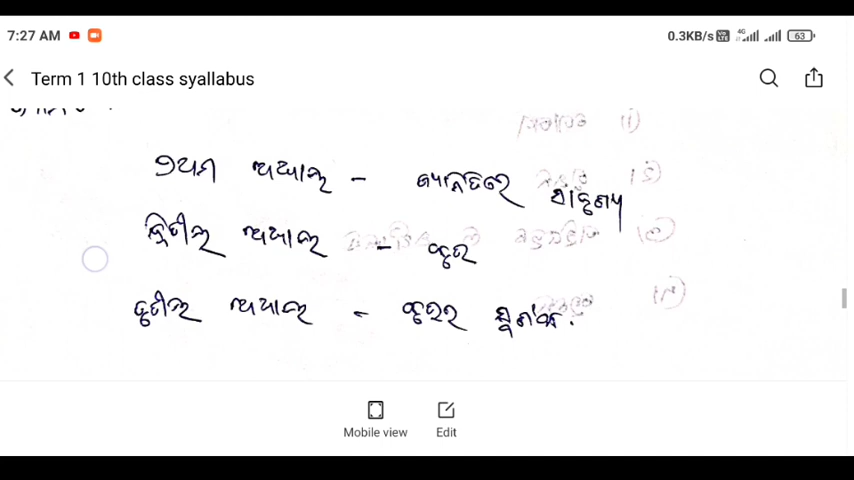 7:27 AM 0.3KB/s 4G 63
Term 1 10th class syallabus
ପ୍ରଥମ ଅଧ୍ୟାୟ - ଜ୍ୟାମିତିରେ ସାଦୃଶ୍ୟ
ଦ୍ୱିତୀୟ ଅଧ୍ୟାୟ - ବୃତ୍ତ
ତୃତୀୟ ଅଧ୍ୟାୟ - ବୃତ୍ତର ସ୍ପର୍ଶକ.
Mobile view Edit